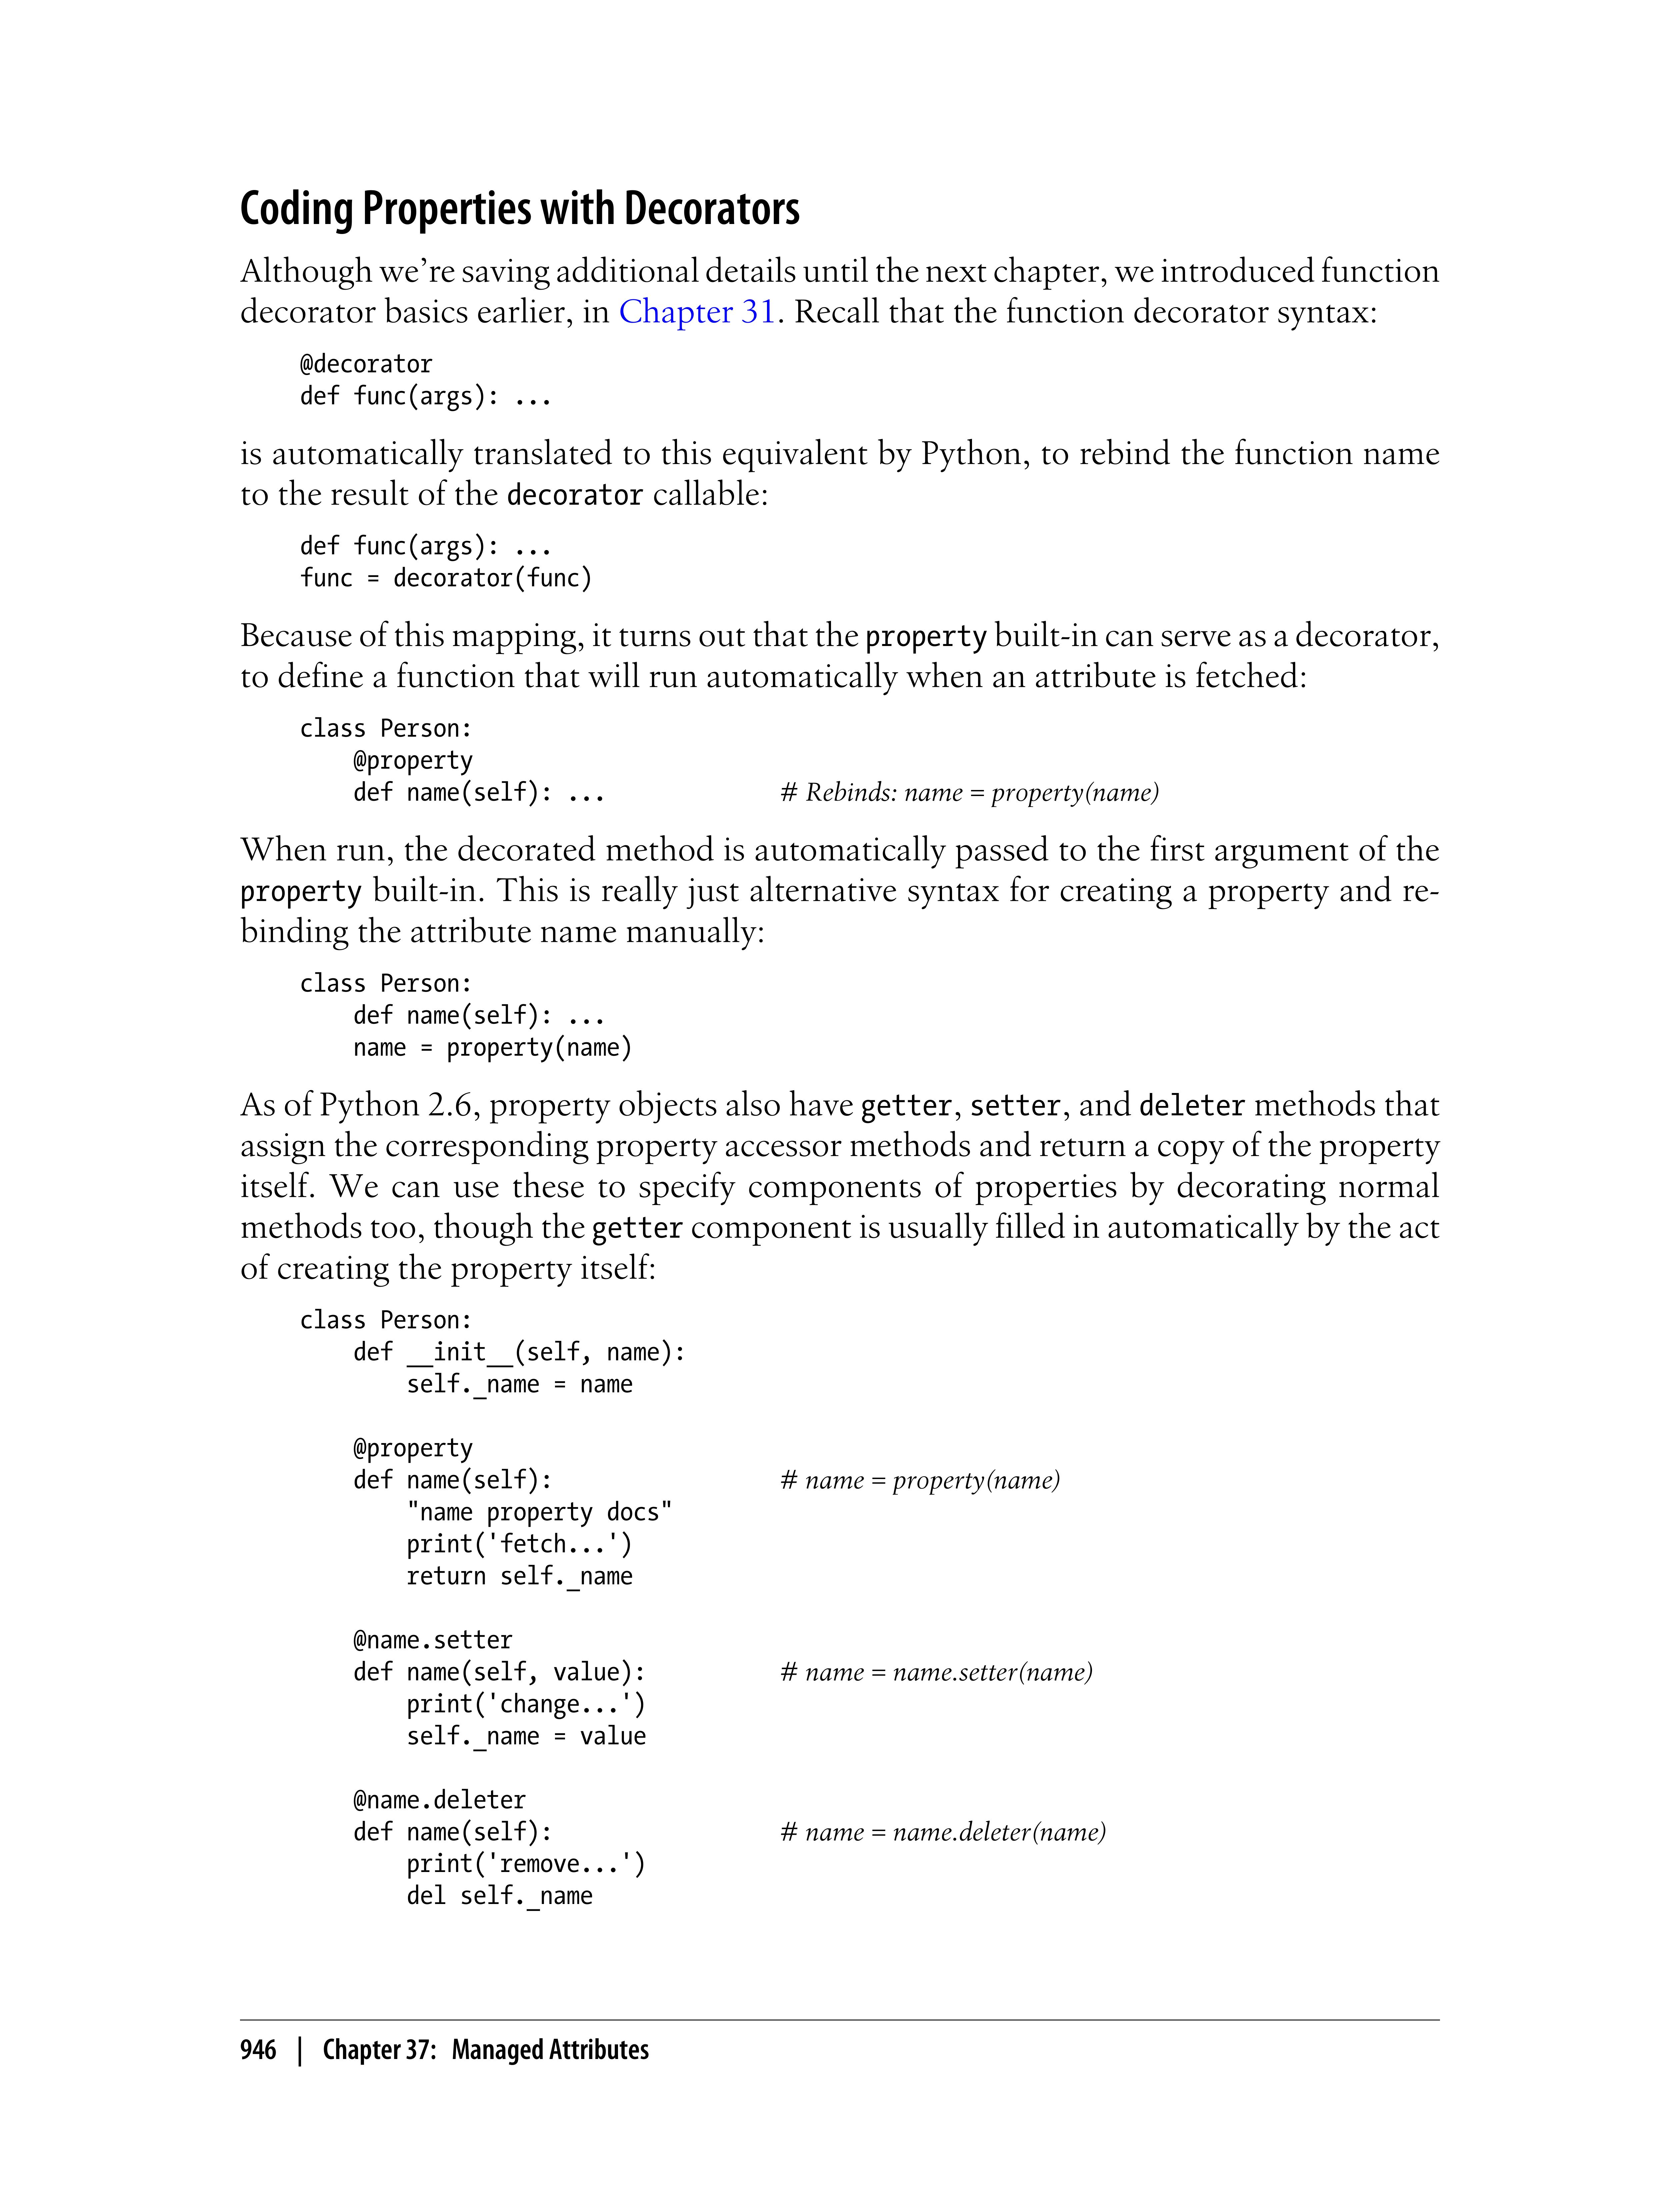 Coding Properties with Decorators
Although we’re saving additional details until the next chapter, we introduced function
decorator basics earlier, in Chapter 31. Recall that the function decorator syntax:
@decorator
def func(args): ...
is automatically translated to this equivalent by Python, to rebind the function name
to the result of the decorator callable:
def func(args): ...
func = decorator(func)
Because of this mapping, it turns out that the property built-in can serve as a decorator,
to define a function that will run automatically when an attribute is fetched:
class Person:
    @property
    def name(self): ...             # Rebinds: name = property(name)
When run, the decorated method is automatically passed to the first argument of the
property built-in. This is really just alternative syntax for creating a property and re-
binding the attribute name manually:
class Person:
    def name(self): ...
    name = property(name)
As of Python 2.6, property objects also have getter, setter, and deleter methods that
assign the corresponding property accessor methods and return a copy of the property
itself. We can use these to specify components of properties by decorating normal
methods too, though the getter component is usually filled in automatically by the act
of creating the property itself:
class Person:
    def __init__(self, name):
        self._name = name
    @property
    def name(self):                 # name = property(name)
        "name property docs"
        print('fetch...')
        return self._name
    @name.setter
    def name(self, value):          # name = name.setter(name)
        print('change...')
        self._name = value
    @name.deleter
    def name(self):                 # name = name.deleter(name)
        print('remove...')
        del self._name
946 | Chapter 37: Managed Attributes